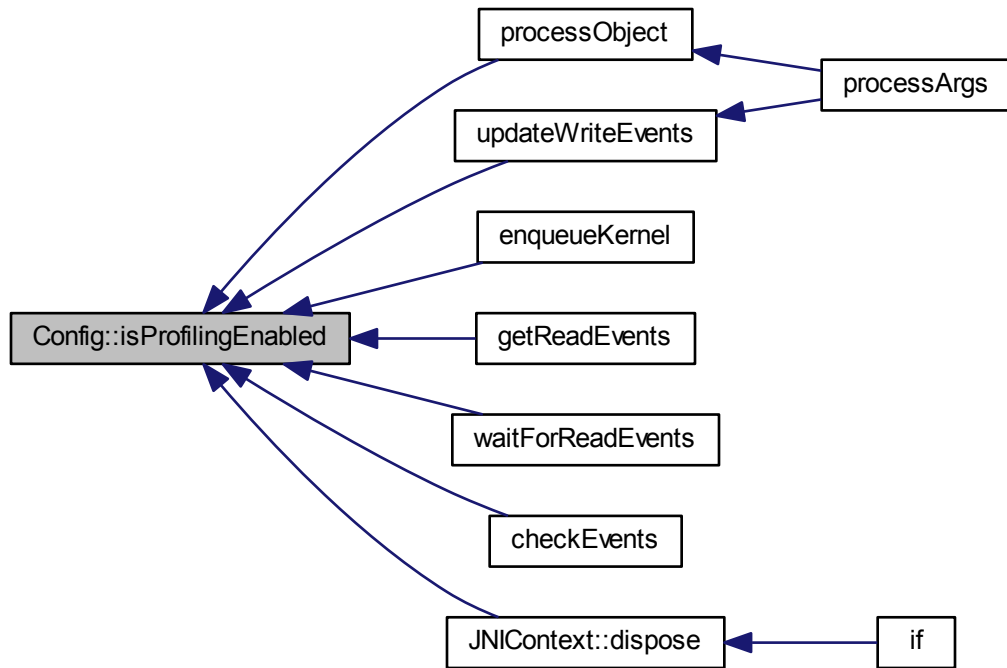 processObject
processArgs
updateWriteEvents
enqueueKernel
Config::isProfilingEnabled
getReadEvents
waitForReadEvents
checkEvents
JNIContext::dispose
if